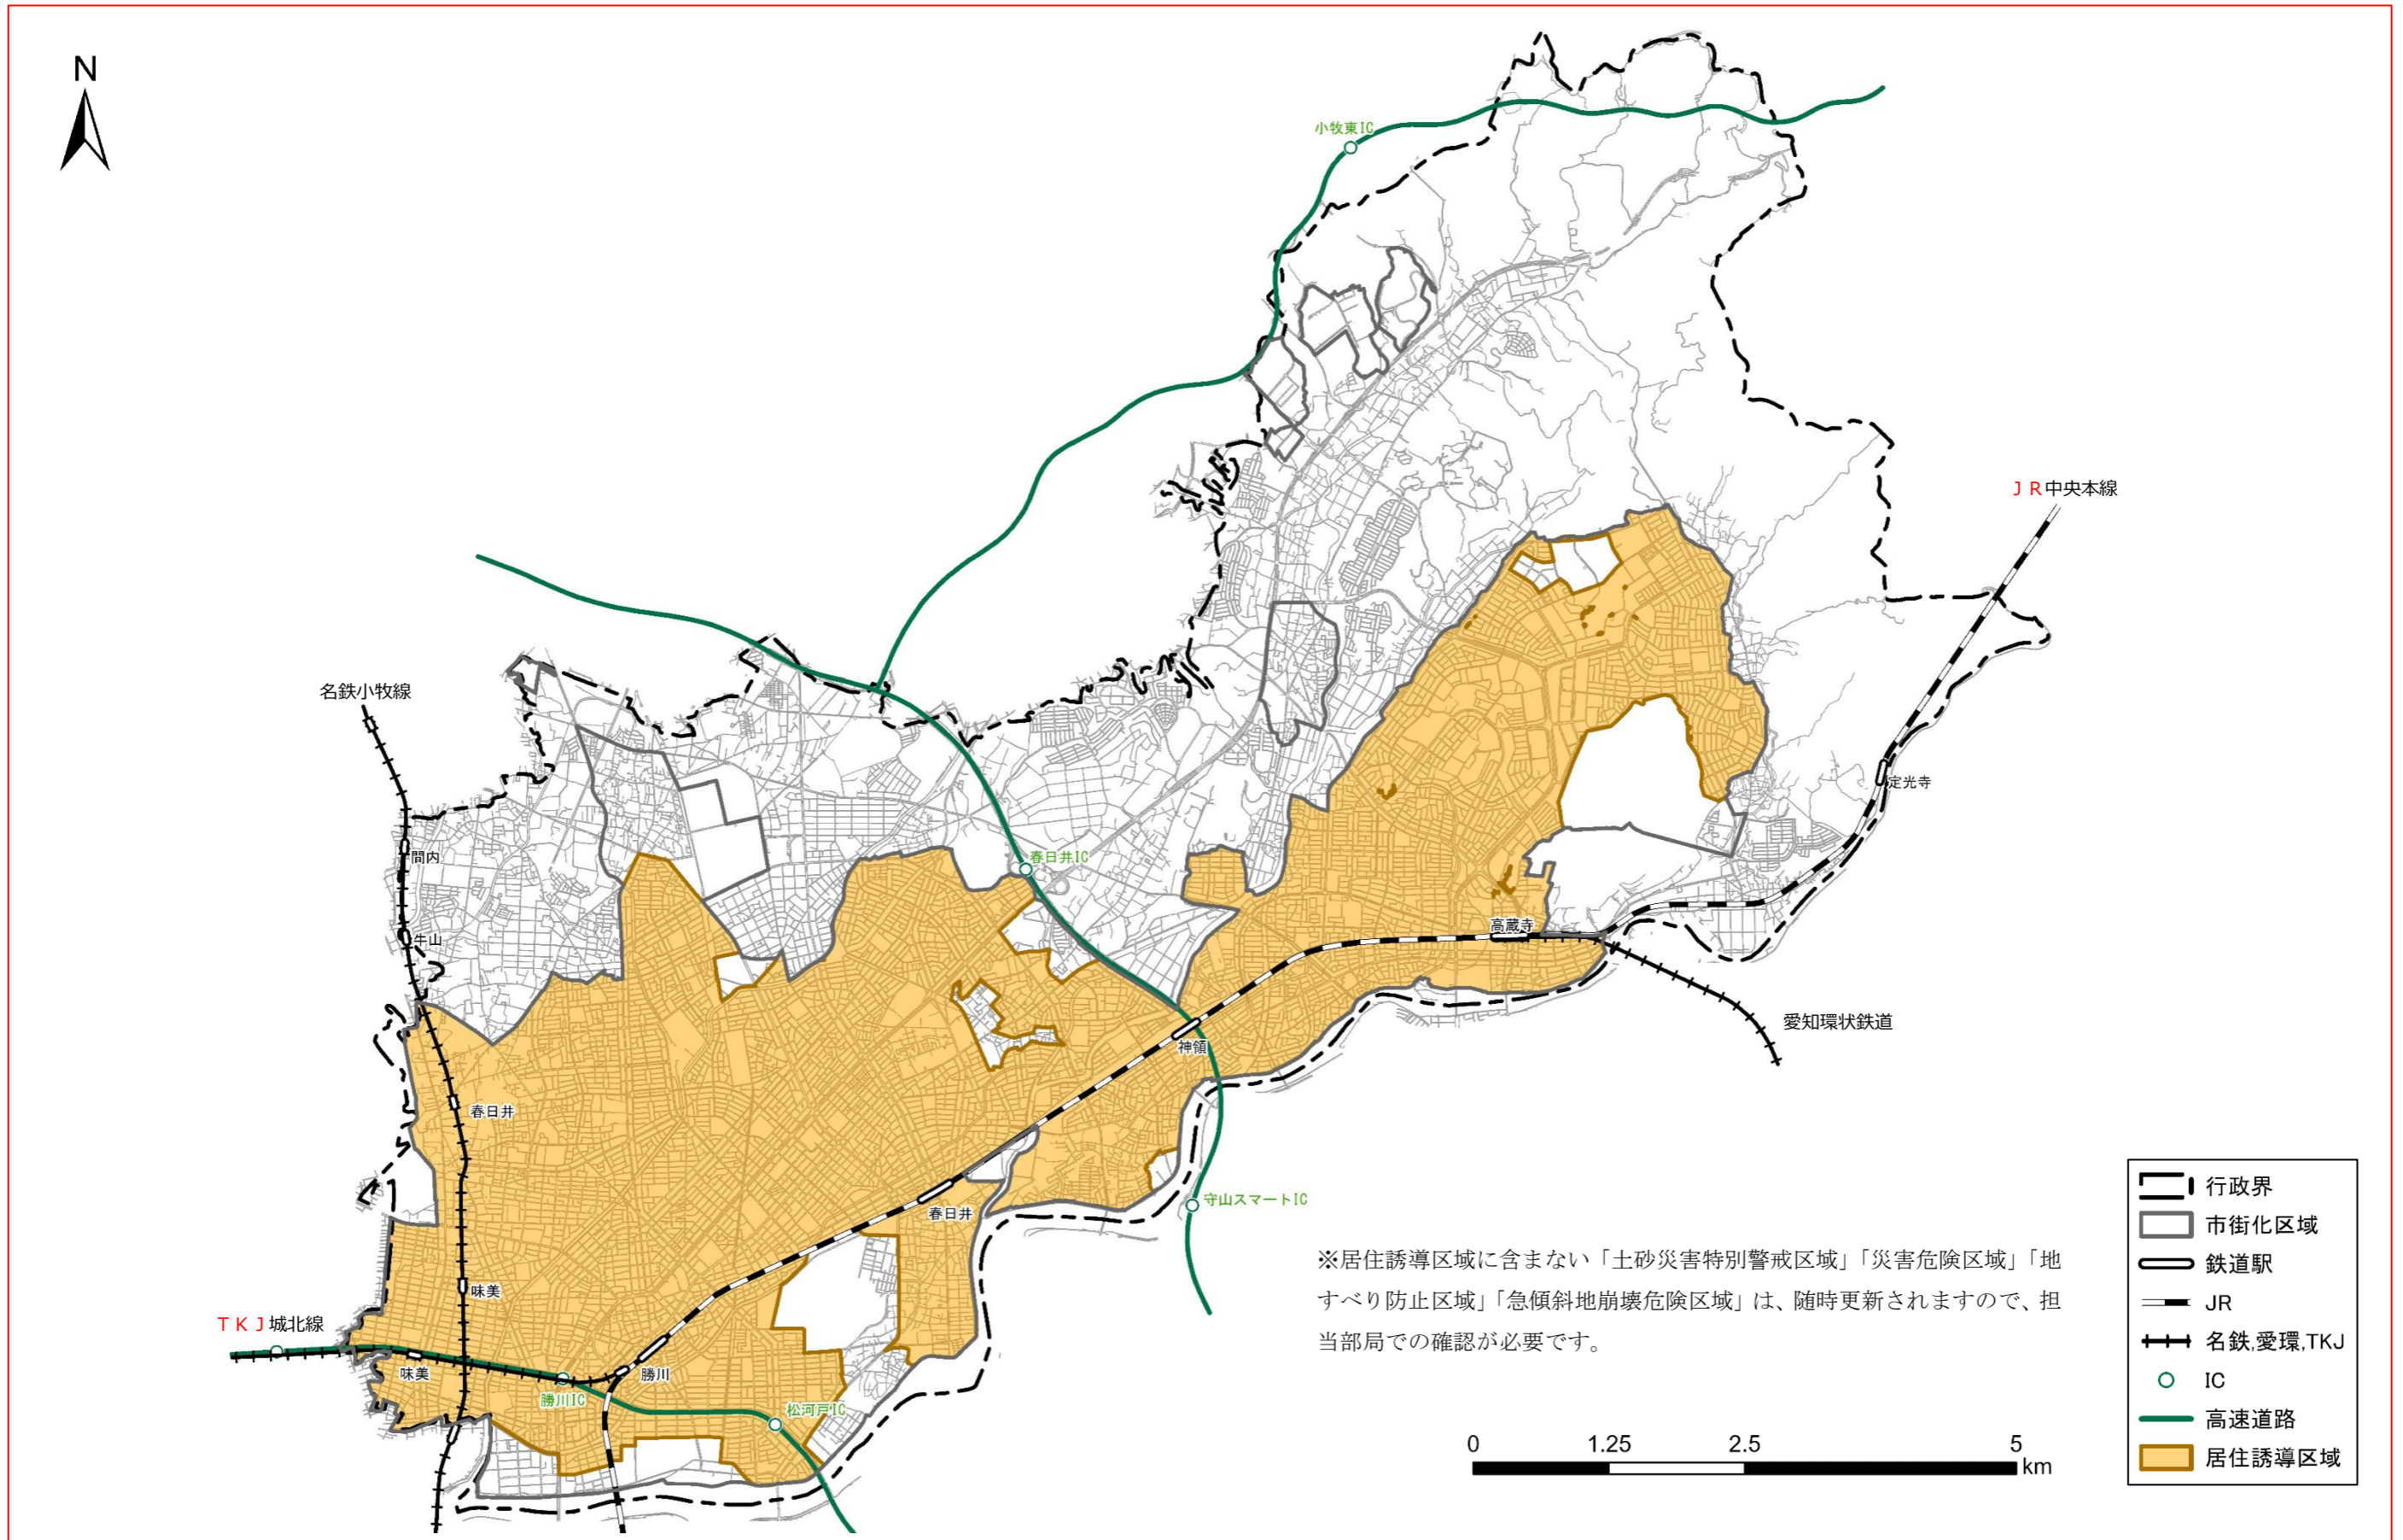 N
小牧東IC
JR中央本線
名鉄小牧線
定光寺
間内
春日井IC
牛山
高蔵寺
愛知環状鉄道
神領
春日井
守山スマートIC
春日井
味美
TKJ城北線
味美
勝川
勝川IC
松河戸IC
※居住誘導区域に含まない「土砂災害特別警戒区域」「災害危険区域」「地
すべり防止区域」「急傾斜地崩壊危険区域」は、随時更新されますので、担
当部局での確認が必要です。
0 1.25 2.5 5
km
行政界
市街化区域
鉄道駅
JR
名鉄,愛環,TKJ
IC
高速道路
居住誘導区域